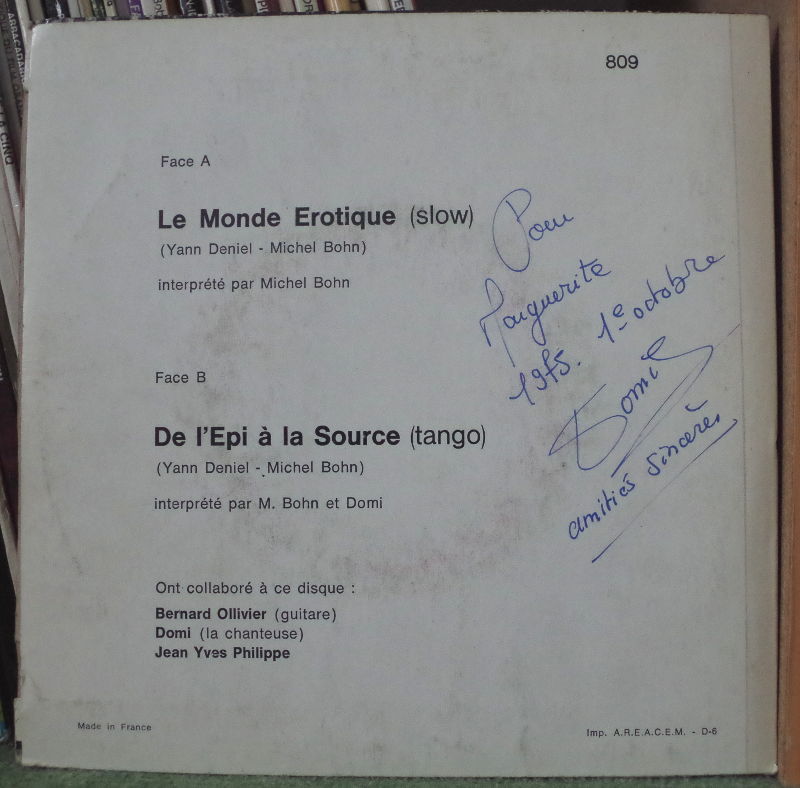 809
Face A
Le Monde Erotique (slow)
(Yann Deniel - Michel Bohn)
interprété par Michel Bohn
Pour
Marguerite
1975. 1e octobre
Domi
amitiés sincères
Face B
De l'Epi à la Source (tango)
(Yann Deniel - Michel Bohn)
interprété par M. Bohn et Domi
Ont collaboré à ce disque :
Bernard Ollivier (guitare)
Domi (la chanteuse)
Jean Yves Philippe
Made in France
Imp. A.R.E.A.C.E.M. - D-6